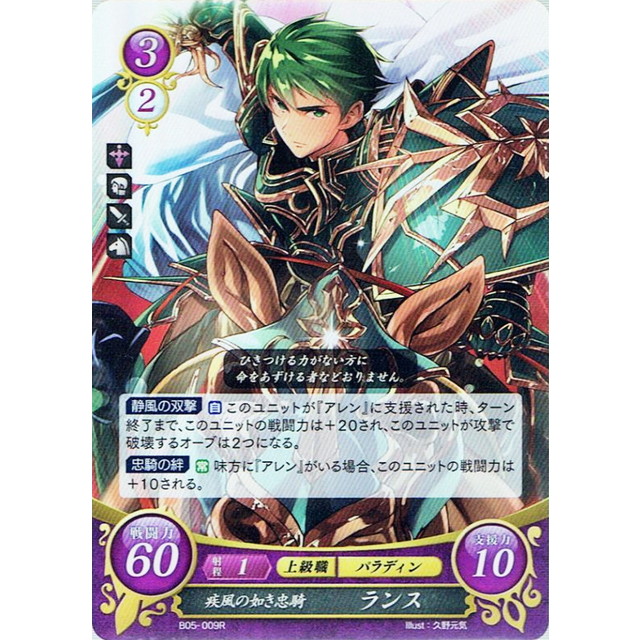 3
2
ひきつける力がない方に
命をあずける者などおりません。
静風の双撃 自 このユニットが『アレン』に支援された時、ターン
終了まで、このユニットの戦闘力は+20され、このユニットが攻撃で
破壊するオーブは2つになる。
忠騎の絆 常 味方に『アレン』がいる場合、このユニットの戦闘力は
+10される。
戦闘力
60
射程 1
上級職 パラディン
支援力
10
疾風の如き忠騎 ランス
B05-009R
Illust:久野元気